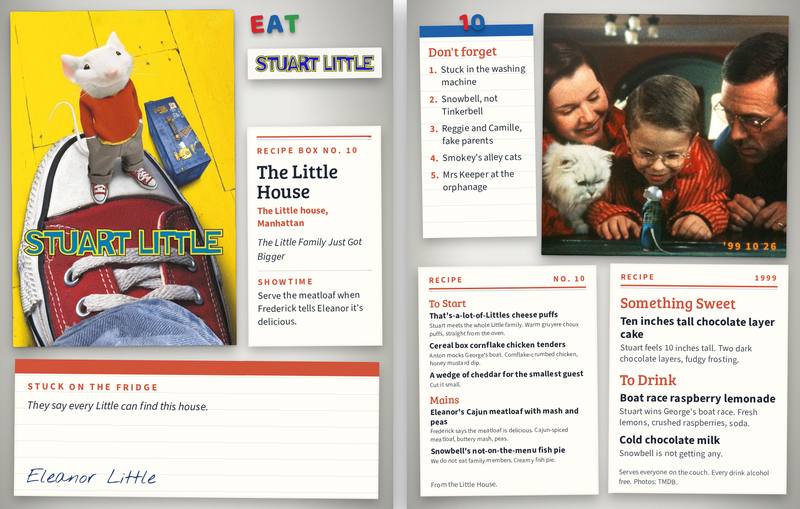 EAT
STUART LITTLE
STUART LITTLE
RECIPE BOX NO. 10
The Little
House
The Little house,
Manhattan
The Little Family Just Got
Bigger
SHOWTIME
Serve the meatloaf when
Frederick tells Eleanor it's
delicious.
STUCK ON THE FRIDGE
They say every Little can find this house.
Eleanor Little
10
Don't forget
1. Stuck in the washing
machine
2. Snowbell, not
Tinkerbell
3. Reggie and Camille,
fake parents
4. Smokey's alley cats
5. Mrs Keeper at the
orphanage
'99 10 26
RECIPE NO. 10
To Start
That's-a-lot-of-Littles cheese puffs
Stuart meets the whole Little family. Warm gruyere choux
puffs, straight from the oven.
Cereal box cornflake chicken tenders
Anton mocks George's boat. Cornflake-crumbed chicken,
honey mustard dip.
A wedge of cheddar for the smallest guest
Cut it small.
Mains
Eleanor's Cajun meatloaf with mash and
peas
Frederick says the meatloaf is delicious. Cajun-spiced
meatloaf, buttery mash, peas.
Snowbell's not-on-the-menu fish pie
We do not eat family members. Creamy fish pie.
From the Little House.
RECIPE 1999
Something Sweet
Ten inches tall chocolate layer
cake
Stuart feels 10 inches tall. Two dark
chocolate layers, fudgy frosting.
To Drink
Boat race raspberry lemonade
Stuart wins George's boat race. Fresh
lemons, crushed raspberries, soda.
Cold chocolate milk
Snowbell is not getting any.
Serves everyone on the couch. Every drink alcohol
free. Photos: TMDB.